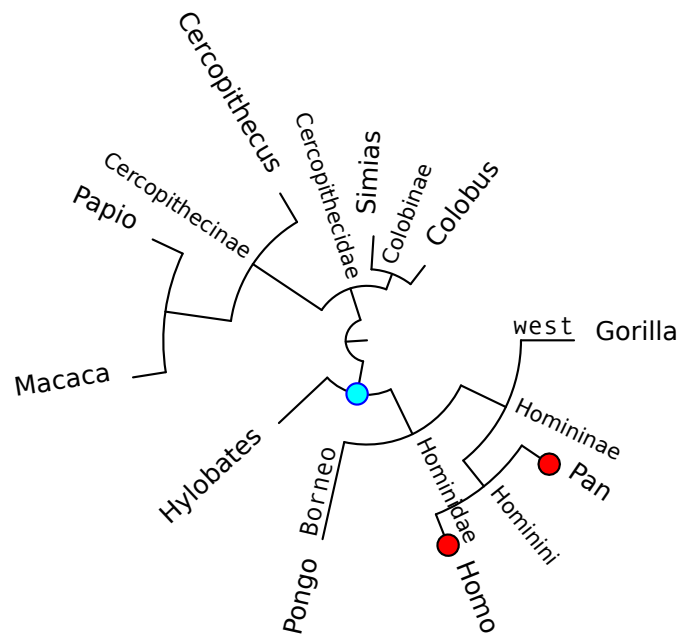 Cercopithecus
Cercopithecidae
Simias
Colobinae
Colobus
Cercopithecinae
Papio
Macaca
west
Gorilla
Homininae
Hylobates
Borneo
Hominidae
Pan
Hominini
Pongo
Homo